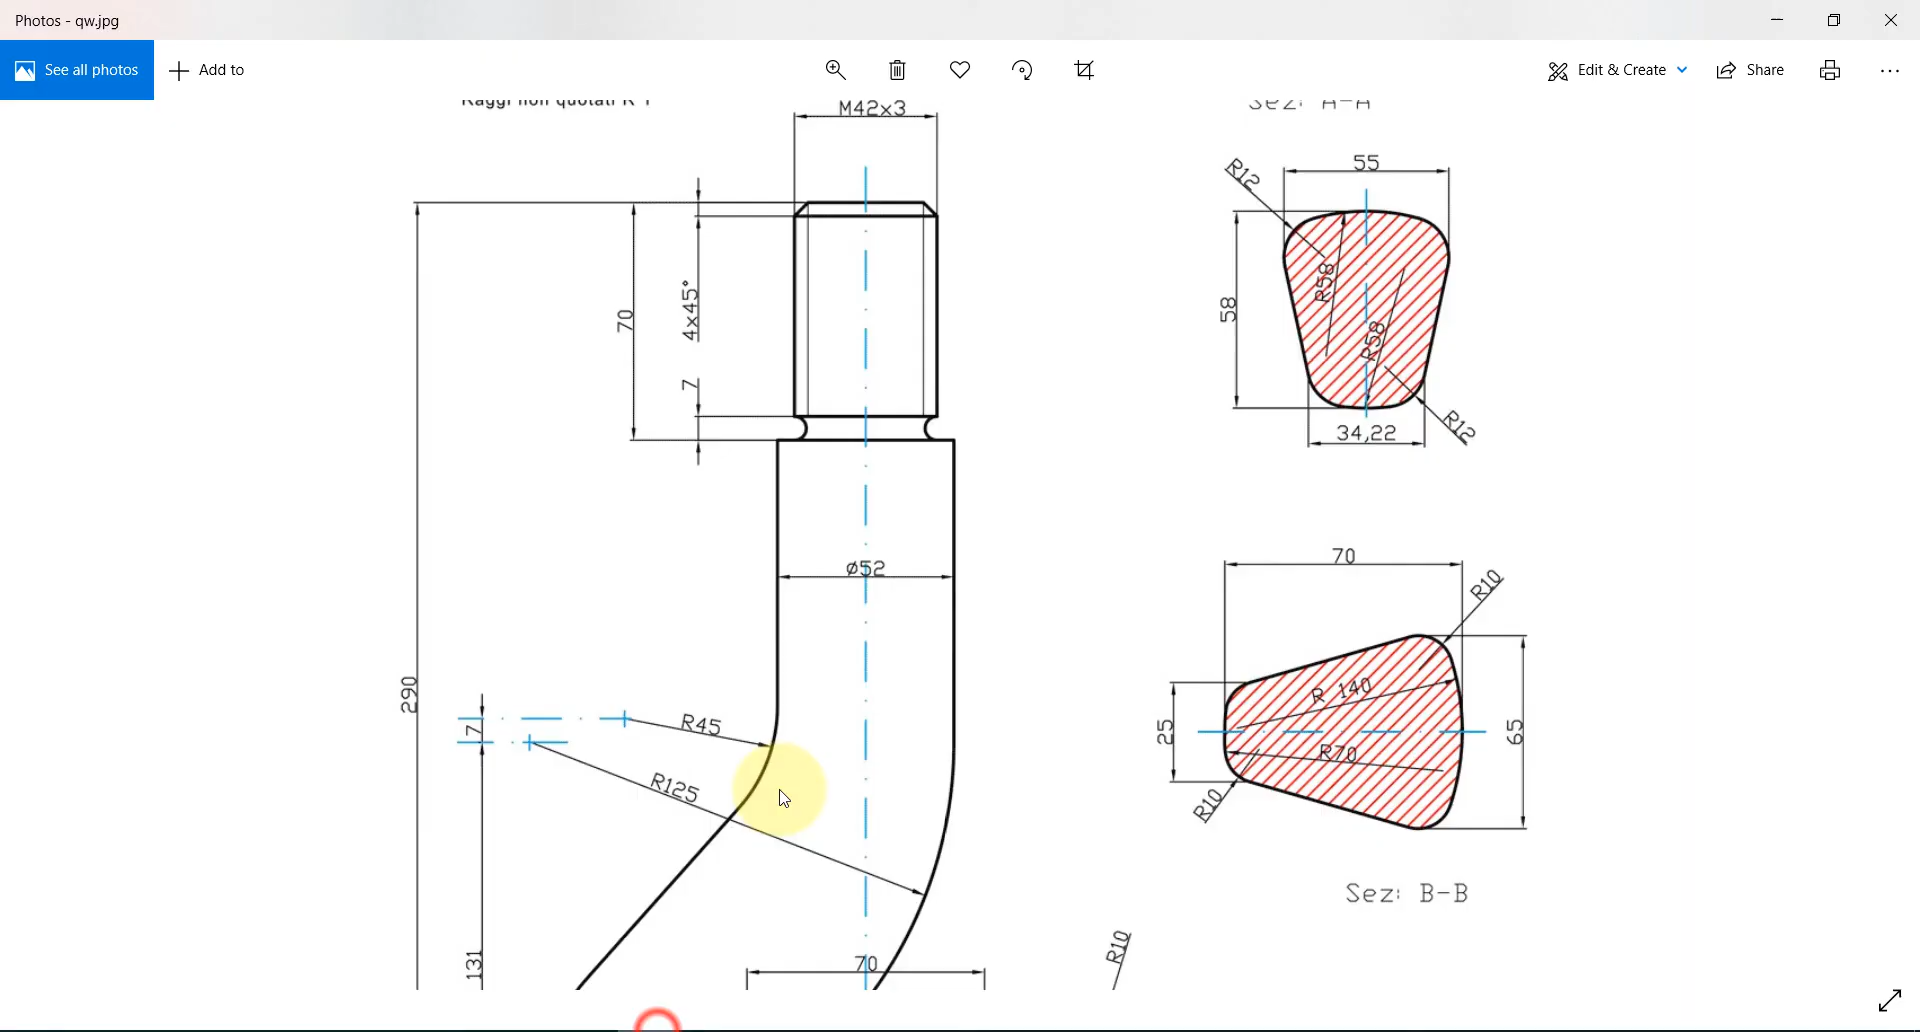 Photos - qw.jpg
See all photos
Add to
Edit & Create
Share
Raggi non quotati R 1
M42x3
Sez: A-A
R12
55
70
4x45°
7
R58
R58
58
34,22
R12
ø52
290
7
R45
R125
131
70
70
R10
R 140
R70
25
65
R10
Sez: B-B
R10